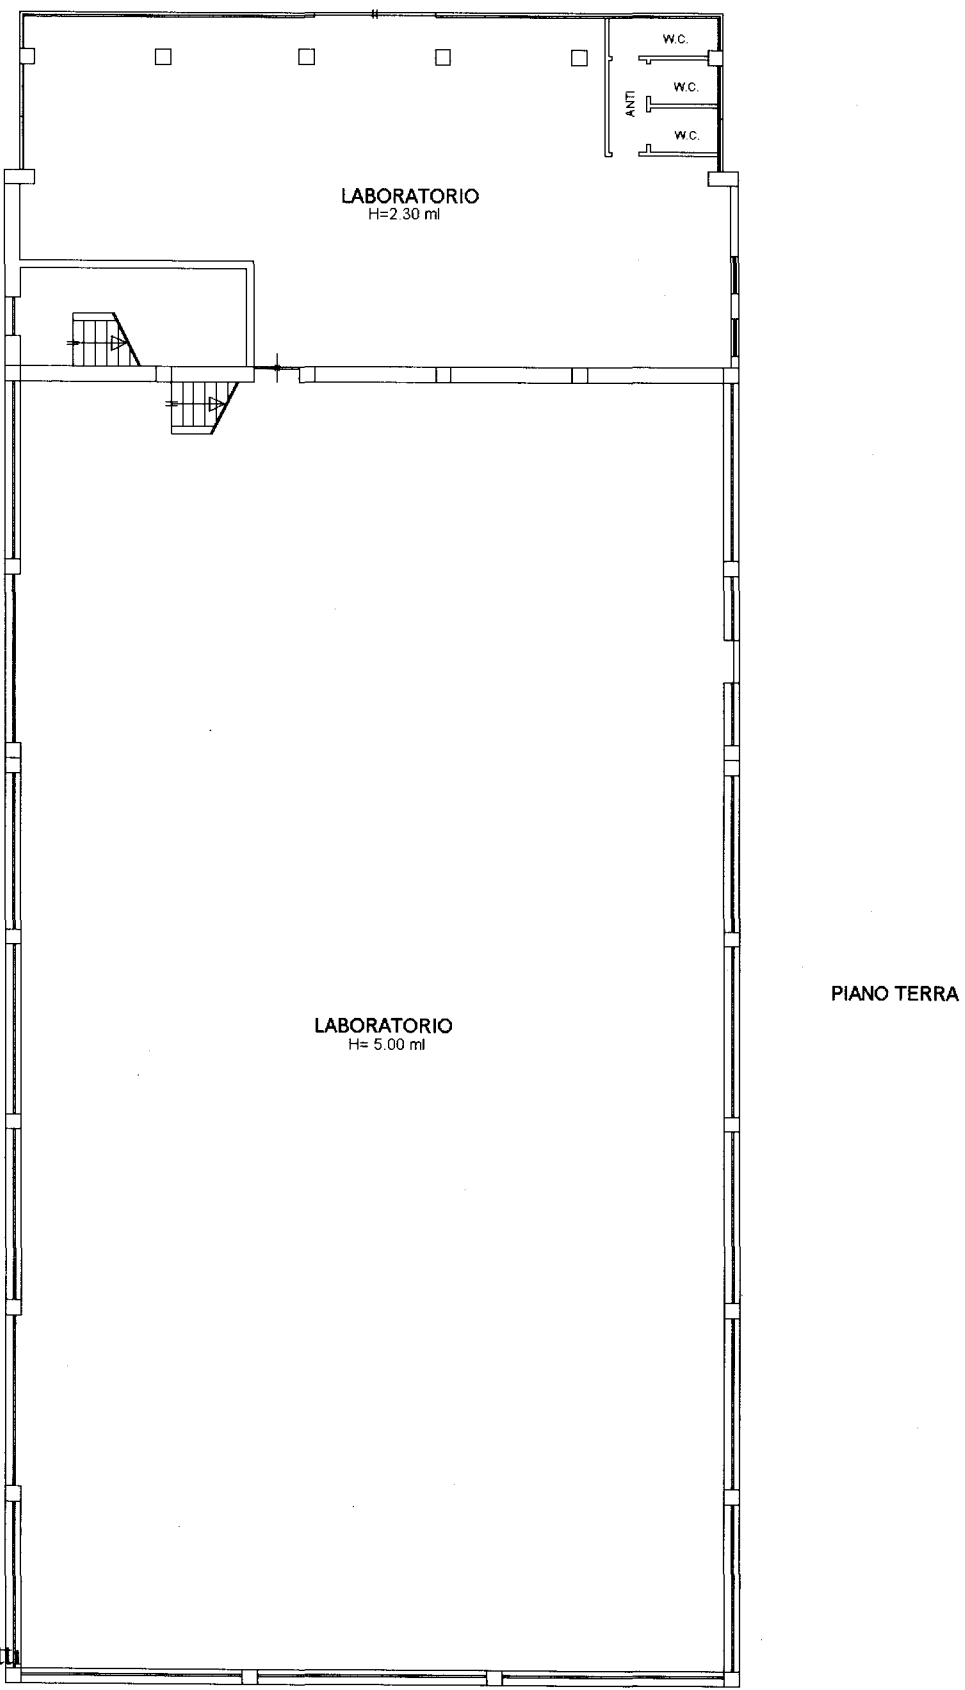 W.C.
W.C.
ANTI
W.C.
LABORATORIO
H=2.30 ml
PIANO TERRA
LABORATORIO
H= 5.00 ml